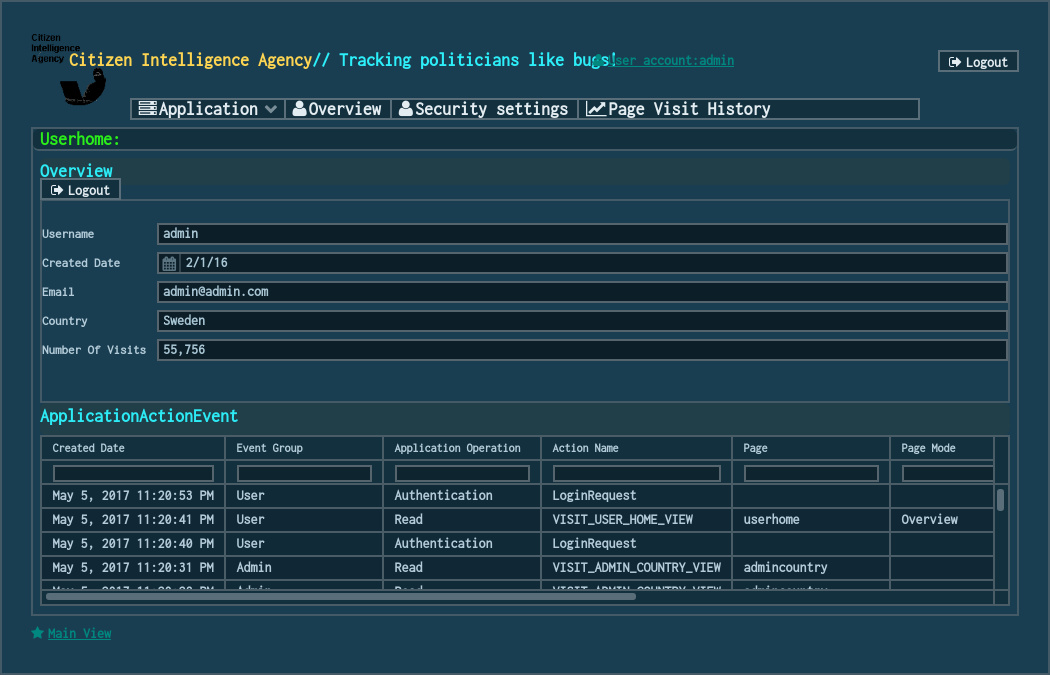 Citizen
Intelligence
Agency
Citizen Intelligence Agency// Tracking politicians like bugs!
User account:admin
Logout
Application
Overview
Security settings
Page Visit History
Userhome:
Overview
Logout
Username admin
Created Date 2/1/16
Email admin@admin.com
Country Sweden
Number Of Visits 55,756
ApplicationActionEvent
Created Date Event Group Application Operation Action Name Page Page Mode
May 5, 2017 11:20:53 PM User Authentication LoginRequest
May 5, 2017 11:20:41 PM User Read VISIT_USER_HOME_VIEW userhome Overview
May 5, 2017 11:20:40 PM User Authentication LoginRequest
May 5, 2017 11:20:31 PM Admin Read VISIT_ADMIN_COUNTRY_VIEW admincountry
Main View